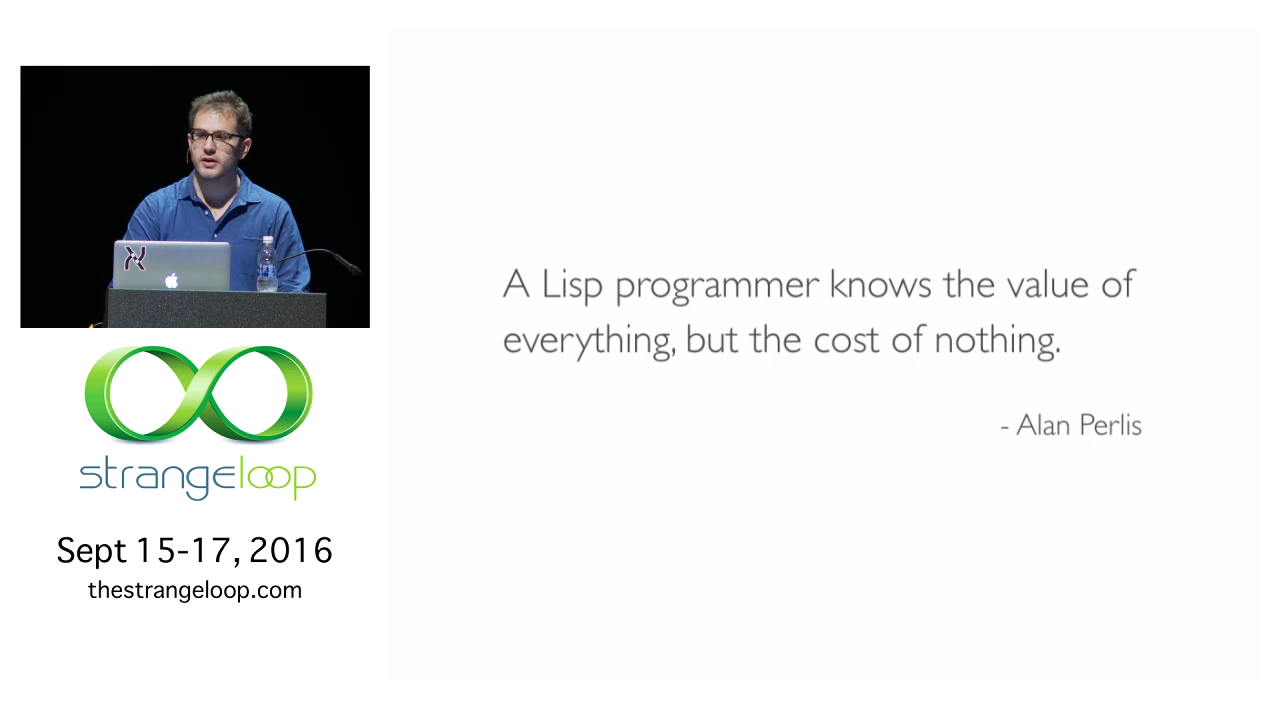 A Lisp programmer knows the value of
everything, but the cost of nothing.
- Alan Perlis
strangeloop
Sept 15-17, 2016
thestrangeloop.com